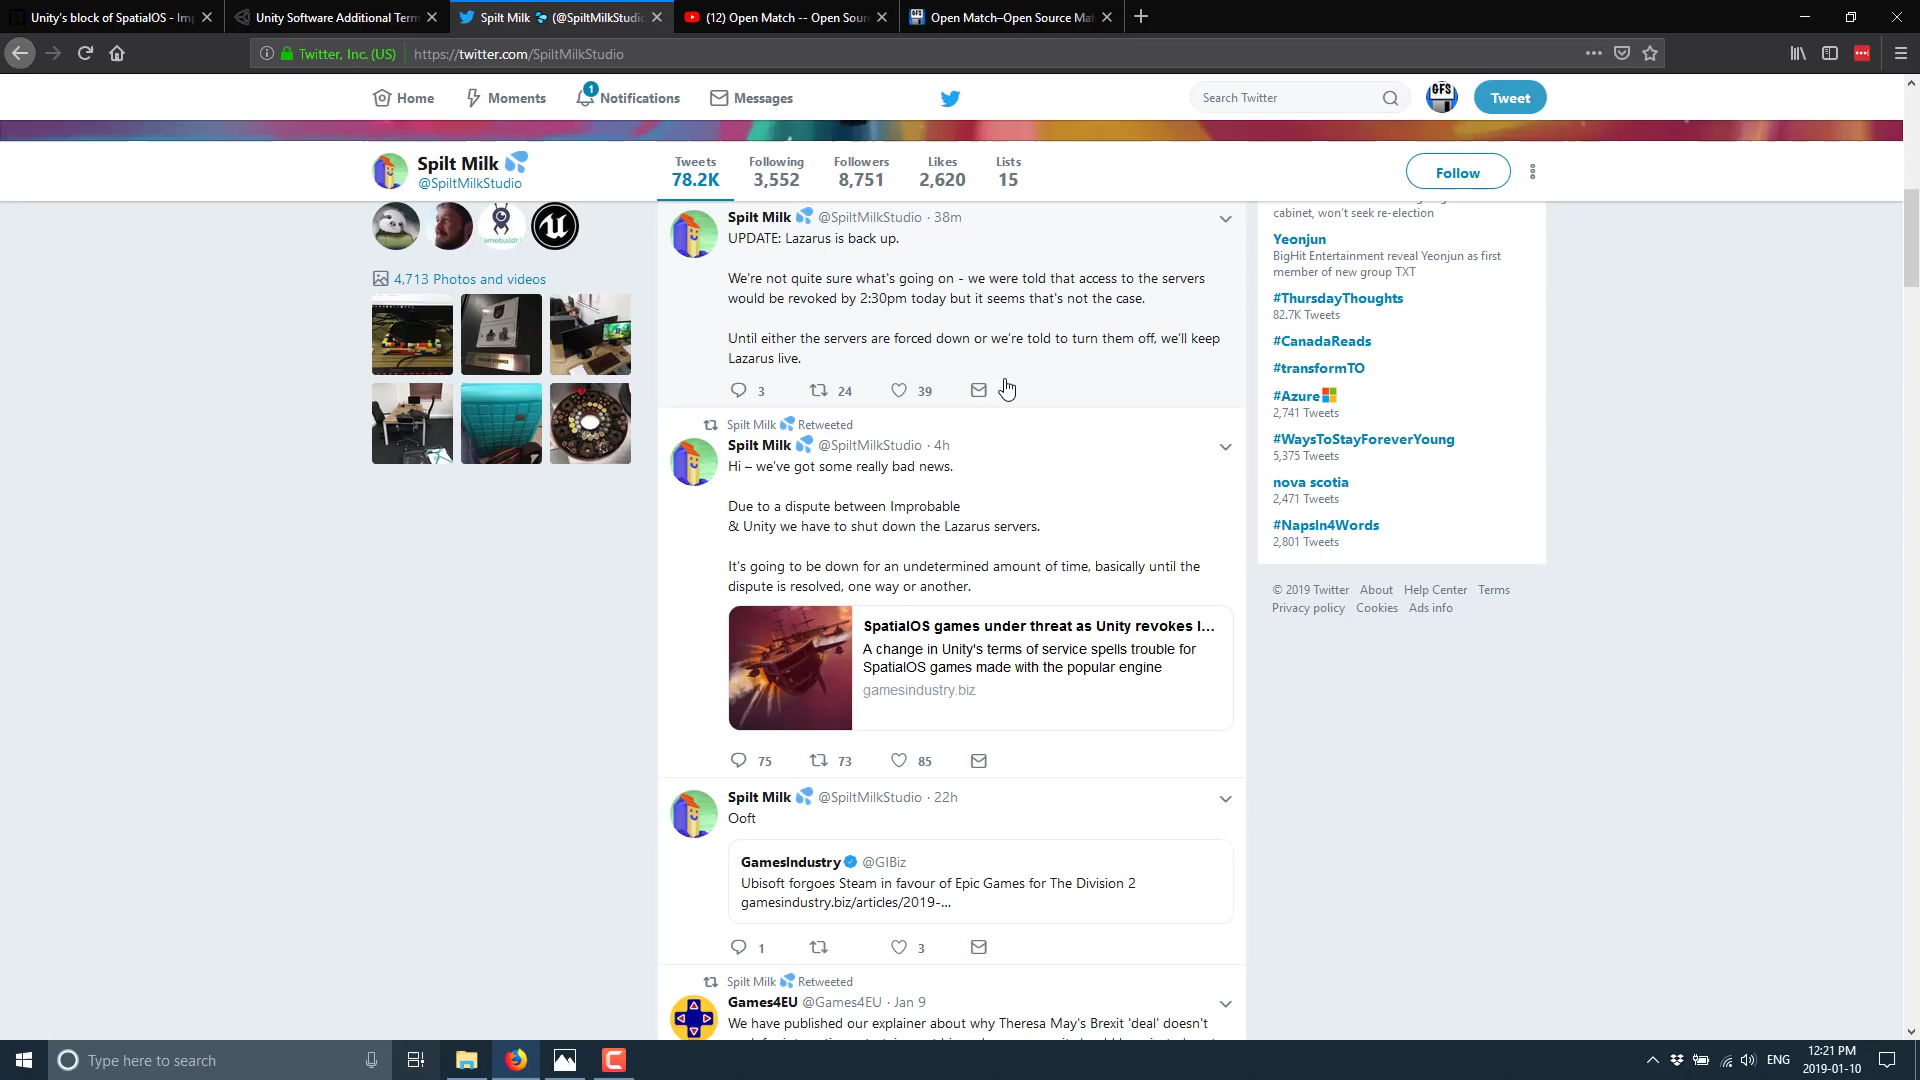 Unity's block of SpatialOS - Im
Unity Software Additional Term
Spilt Milk (@SpiltMilkStudio
(12) Open Match -- Open Sour
Open Match–Open Source Mat
Twitter, Inc. (US) https://twitter.com/SpiltMilkStudio
Home Moments 1 Notifications Messages
Search Twitter
GFS
Tweet
Spilt Milk
@SpiltMilkStudio
Tweets Following Followers Likes Lists
78.2K 3,552 8,751 2,620 15
Follow
gamebuildr
4,713 Photos and videos
Spilt Milk @SpiltMilkStudio · 38m
UPDATE: Lazarus is back up.
We're not quite sure what's going on - we were told that access to the servers
would be revoked by 2:30pm today but it seems that's not the case.
Until either the servers are forced down or we're told to turn them off, we'll keep
Lazarus live.
3 24 39
Spilt Milk Retweeted
Spilt Milk @SpiltMilkStudio · 4h
Hi – we've got some really bad news.
Due to a dispute between Improbable
& Unity we have to shut down the Lazarus servers.
It's going to be down for an undetermined amount of time, basically until the
dispute is resolved, one way or another.
SpatialOS games under threat as Unity revokes l...
A change in Unity's terms of service spells trouble for
SpatialOS games made with the popular engine
gamesindustry.biz
75 73 85
Spilt Milk @SpiltMilkStudio · 22h
Ooft
GamesIndustry @GIBiz
Ubisoft forgoes Steam in favour of Epic Games for The Division 2
gamesindustry.biz/articles/2019-...
1 3
Spilt Milk Retweeted
Games4EU @Games4EU · Jan 9
We have published our explainer about why Theresa May's Brexit 'deal' doesn't
cabinet, won't seek re-election
Yeonjun
BigHit Entertainment reveal Yeonjun as first
member of new group TXT
#ThursdayThoughts
82.7K Tweets
#CanadaReads
#transformTO
#Azure
2,741 Tweets
#WaysToStayForeverYoung
5,375 Tweets
nova scotia
2,471 Tweets
#NapsIn4Words
2,801 Tweets
© 2019 Twitter About Help Center Terms
Privacy policy Cookies Ads info
Type here to search
ENG
12:21 PM
2019-01-10